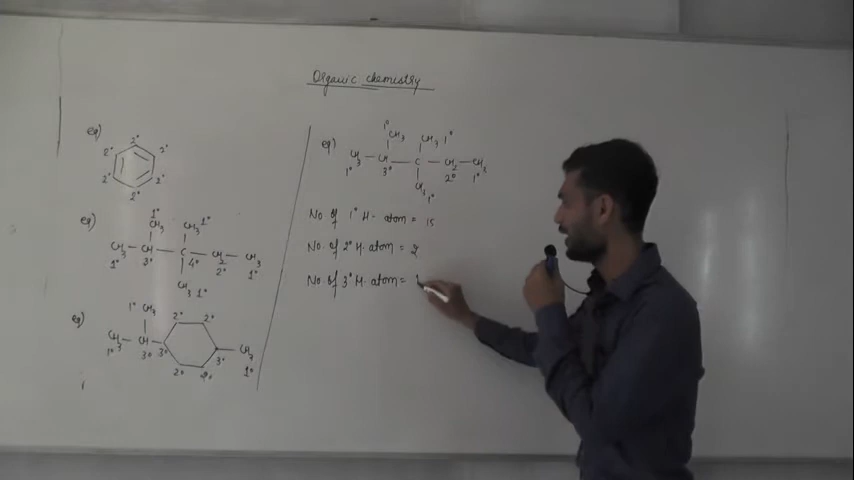 Organic chemistry
eg)
2°
2° 2°
2° 2°
2°
eg)
1°
CH3 CH3 1°
CH3 - CH - C - CH2 - CH3
1° 3° 4° 2° 1°
CH3 1°
eg)
1° CH3 2° 2°
CH3 - CH 3° CH3
1° 3° 3° 1°
2° 2°
eg)
1° CH3 CH3 1°
CH3 - CH - C - CH2 - CH3
1° 3° 2° 1°
CH3 1°
No. of 1° H-atom = 15
No. of 2° H-atom = 2
No. of 3° H-atom =